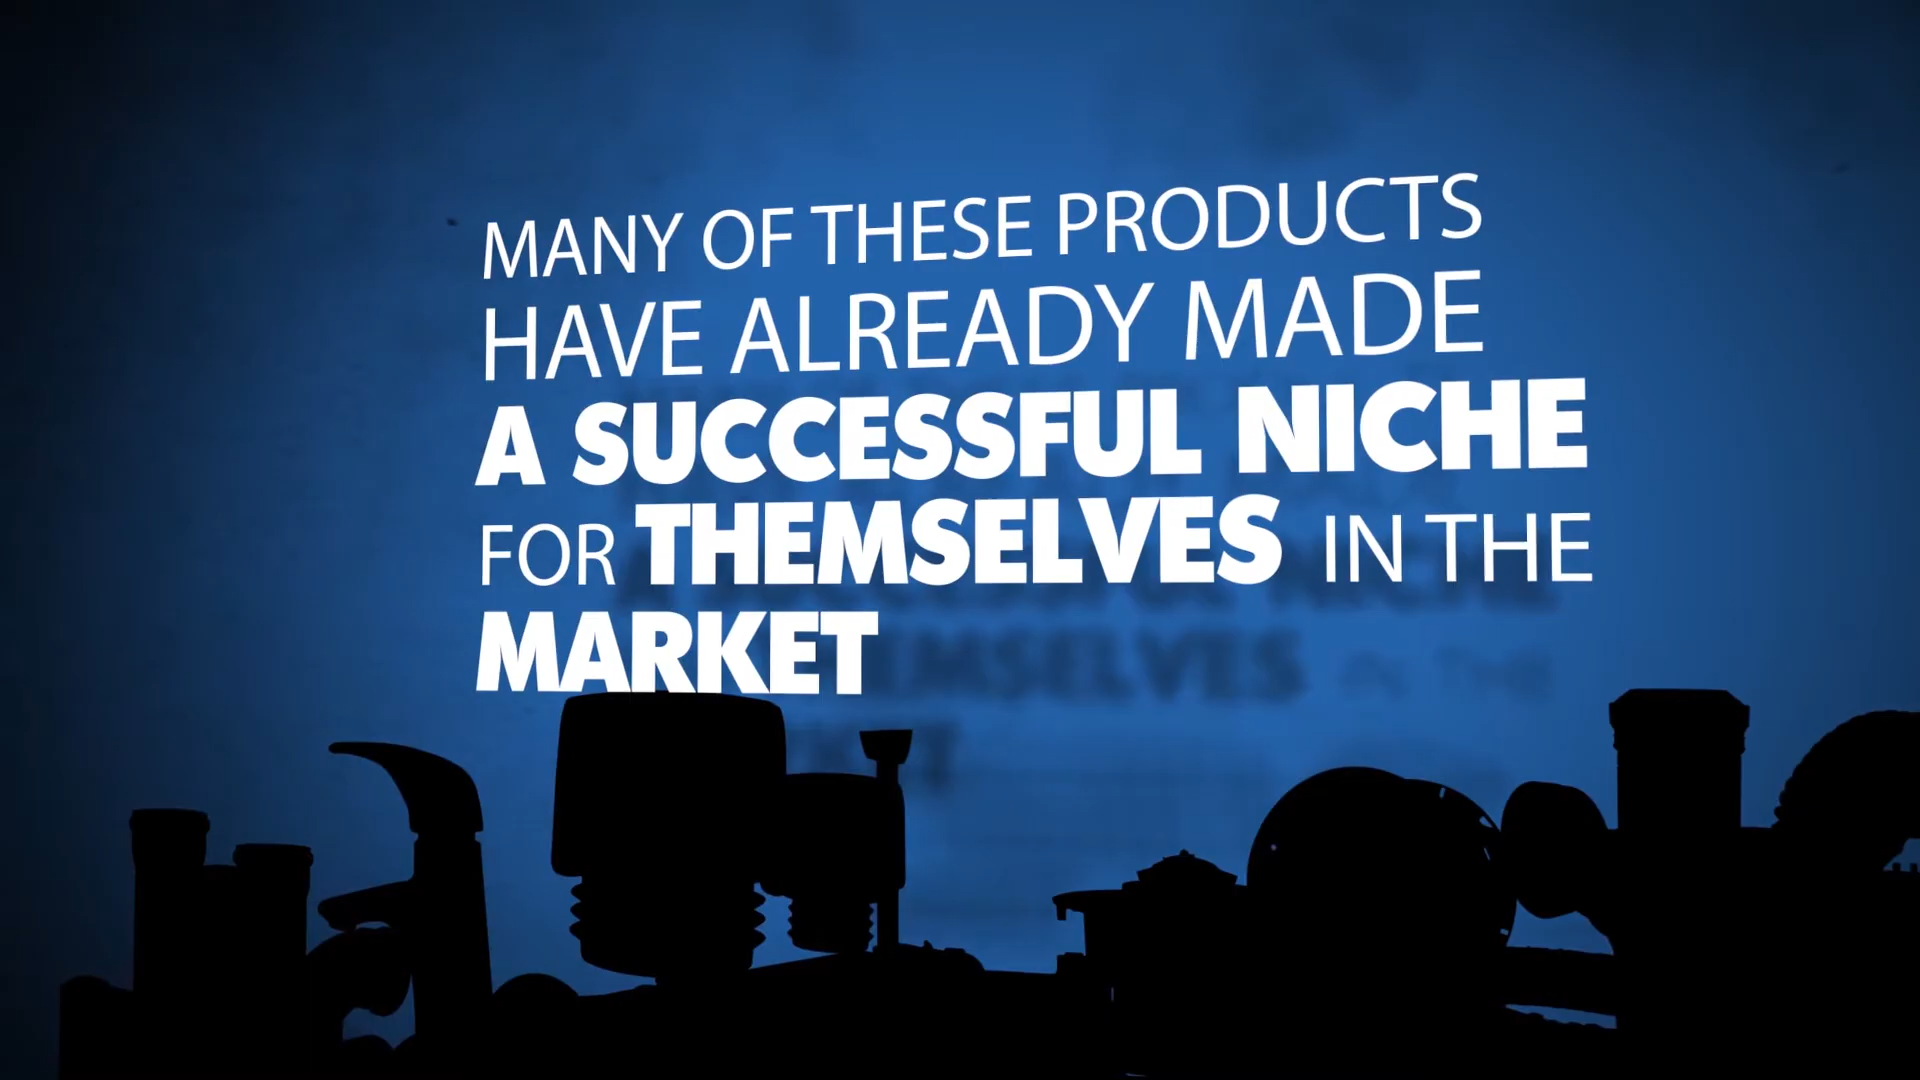 MANY OF THESE PRODUCTS
HAVE ALREADY MADE
A SUCCESSFUL NICHE
FOR THEMSELVES IN THE
MARKET